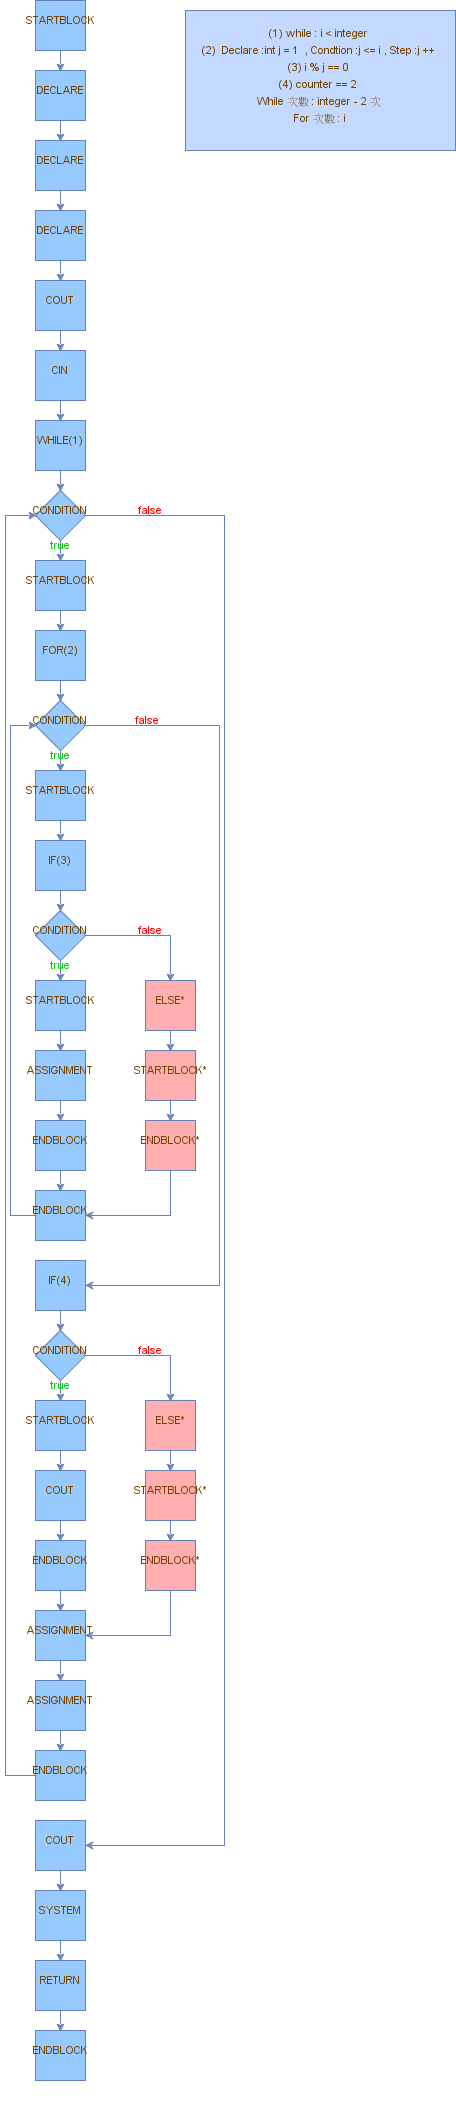 STARTBLOCK
(1) while : i < integer
(2)  Declare :int j = 1  , Condtion :j <= i , Step :j ++
(3) i % j == 0
(4) counter == 2
While 次數 : integer - 2 次
For 次數 : i
DECLARE
DECLARE
DECLARE
COUT
CIN
WHILE(1)
CONDITION
false
true
STARTBLOCK
FOR(2)
CONDITION
false
true
STARTBLOCK
IF(3)
CONDITION
false
true
STARTBLOCK
ELSE*
ASSIGNMENT
STARTBLOCK*
ENDBLOCK
ENDBLOCK*
ENDBLOCK
IF(4)
CONDITION
false
true
STARTBLOCK
ELSE*
COUT
STARTBLOCK*
ENDBLOCK
ENDBLOCK*
ASSIGNMENT
ASSIGNMENT
ENDBLOCK
COUT
SYSTEM
RETURN
ENDBLOCK